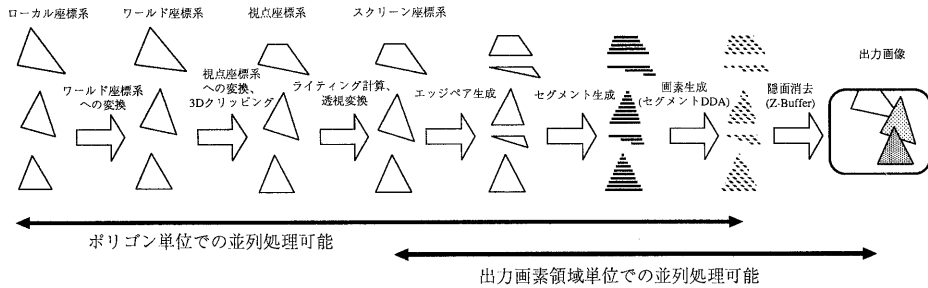 ローカル座標系
ワールド座標系
視点座標系
スクリーン座標系
出力画像
ワールド座標系
への変換
視点座標系
への変換、
3Dクリッピング
ライティング計算、
透視変換
エッジペア生成
セグメント生成
画素生成
(セグメントDDA)
隠面消去
(Z-Buffer)
ポリゴン単位での並列処理可能
出力画素領域単位での並列処理可能